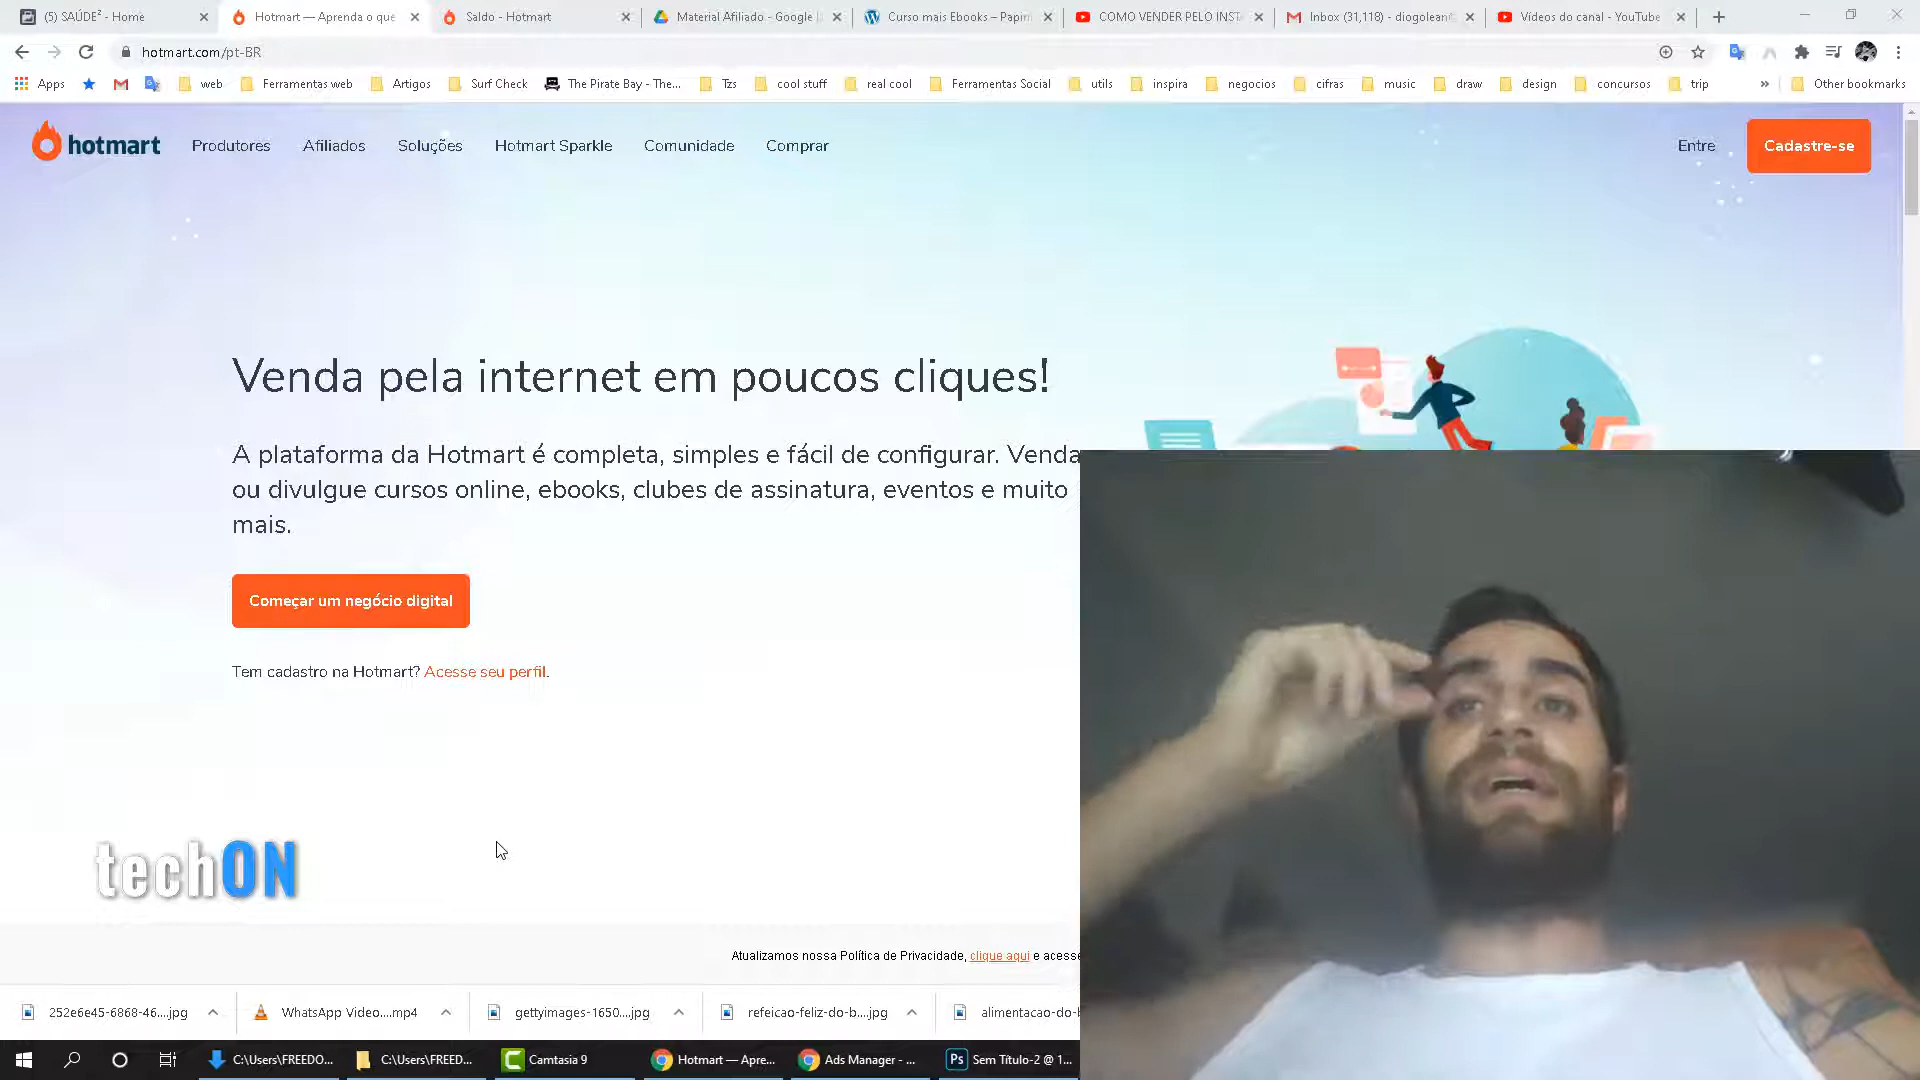 (5) SAÚDE² - Home
Hotmart — Aprenda o que
Saldo - Hotmart
Material Afiliado - Google
Curso mais Ebooks – Papin
COMO VENDER PELO INST
Inbox (31,118) - diogolean
Vídeos do canal - YouTube
hotmart.com/pt-BR
Apps
web
Ferramentas web
Artigos
Surf Check
The Pirate Bay - The...
Tzs
cool stuff
real cool
Ferramentas Social
utils
inspira
negocios
cifras
music
draw
design
concursos
trip
»
Other bookmarks
hotmart
Produtores
Afiliados
Soluções
Hotmart Sparkle
Comunidade
Comprar
Entre
Cadastre-se
Venda pela internet em poucos cliques!
A plataforma da Hotmart é completa, simples e fácil de configurar. Venda
ou divulgue cursos online, ebooks, clubes de assinatura, eventos e muito
mais.
Começar um negócio digital
Tem cadastro na Hotmart? Acesse seu perfil.
techON
Atualizamos nossa Política de Privacidade, clique aqui e acesse
252e6e45-6868-46....jpg
WhatsApp Video....mp4
gettyimages-1650....jpg
refeicao-feliz-do-b....jpg
alimentacao-do-b
C:\Users\FREEDO...
C:\Users\FREED...
Camtasia 9
Hotmart — Apre...
Ads Manager - ...
Ps
Sem Título-2 @ 1...